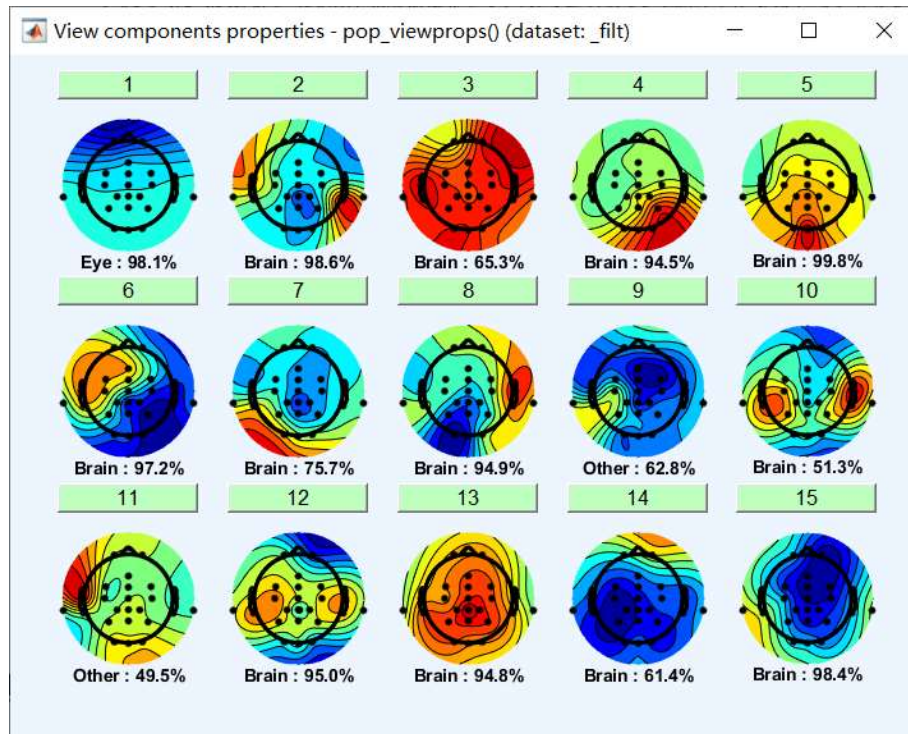 View components properties - pop_viewprops() (dataset: _filt)
1 2 3 4 5
Eye : 98.1% Brain : 98.6% Brain : 65.3% Brain : 94.5% Brain : 99.8%
6 7 8 9 10
Brain : 97.2% Brain : 75.7% Brain : 94.9% Other : 62.8% Brain : 51.3%
11 12 13 14 15
Other : 49.5% Brain : 95.0% Brain : 94.8% Brain : 61.4% Brain : 98.4%